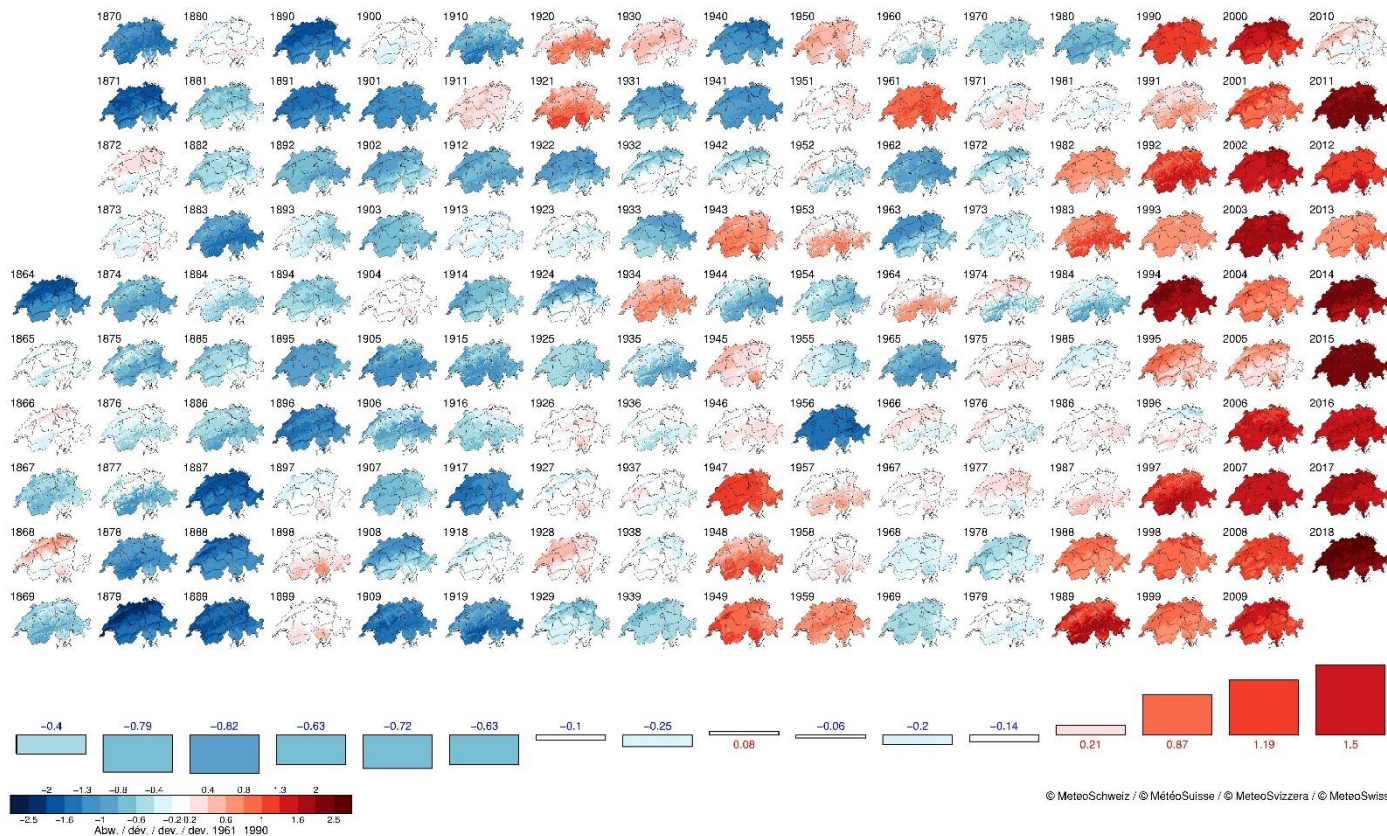 1870 1880 1890 1900 1910 1920 1930 1940 1950 1960 1970 1980 1990 2000 2010
1871 1881 1891 1901 1911 1921 1931 1941 1951 1961 1971 1981 1991 2001 2011
1872 1882 1892 1902 1912 1922 1932 1942 1952 1962 1972 1982 1992 2002 2012
1873 1883 1893 1903 1913 1923 1933 1943 1953 1963 1973 1983 1993 2003 2013
1864 1874 1884 1894 1904 1914 1924 1934 1944 1954 1964 1974 1984 1994 2004 2014
1865 1875 1885 1895 1905 1915 1925 1935 1945 1955 1965 1975 1985 1995 2005 2015
1866 1876 1886 1896 1906 1916 1926 1936 1946 1956 1966 1976 1986 1996 2006 2016
1867 1877 1887 1897 1907 1917 1927 1937 1947 1957 1967 1977 1987 1997 2007 2017
1868 1878 1888 1898 1908 1918 1928 1938 1948 1958 1968 1978 1988 1998 2008 2018
1869 1879 1889 1899 1909 1919 1929 1939 1949 1959 1969 1979 1989 1999 2009
-0.4 -0.79 -0.82 -0.63 -0.72 -0.63 -0.1 -0.25 -0.06 -0.2 -0.14
0.08 0.21 0.87 1.19 1.5
-2 -1.3 -0.8 -0.4 0.4 0.8 1.3 2
-2.5 -1.6 -1 -0.6 -0.2 0.2 0.6 1 1.6 2.5
Abw. / dév. / dev. / dev. 1961-1990
© MeteoSchweiz / © MétéoSuisse / © MeteoSvizzera / © MeteoSwiss